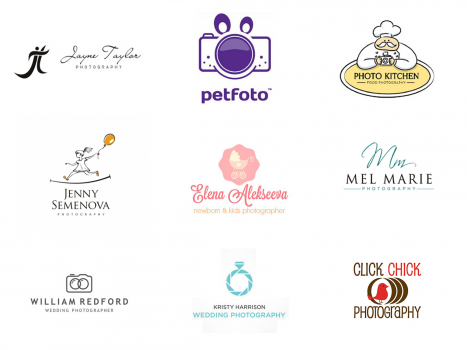 Jayne Taylor
PHOTOGRAPHY
petfoto™
PHOTO KITCHEN
FOOD PHOTOGRAPHY
JENNY
SEMENOVA
PHOTOGRAPHY
Elena Alekseeva
newborn & kids photographer
Mm
MEL MARIE
PHOTOGRAPHY
WILLIAM REDFORD
WEDDING PHOTOGRAPHER
KRISTY HARRISON
WEDDING PHOTOGRAPHY
CLICK CHICK
PHOTOGRAPHY